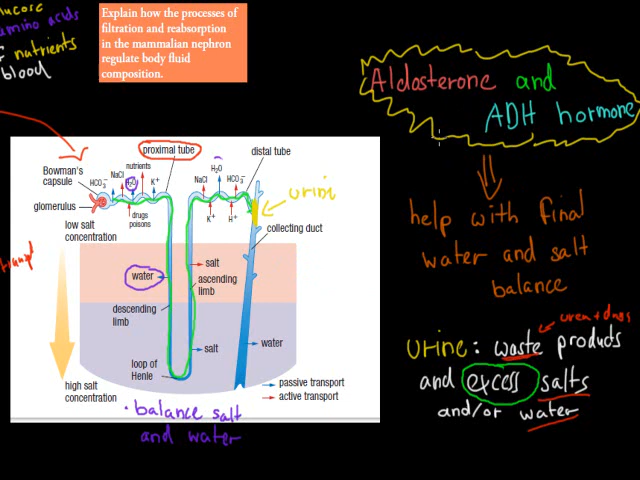 glucose
amino acids
nutrients
blood
Explain how the processes of
filtration and reabsorption
in the mammalian nephron
regulate body fluid
composition.
Aldosterone and
ADH hormone
help with final
water and salt
balance
urine: waste products
urea + drugs
and excess salts
and/or water
proximal tube
distal tube
nutrients
Bowman's
capsule
HCO3−
NaCl
H2O
K+
NaCl
H2O
HCO3−
urine
glomerulus
drugs
poisons
K+
H+
low salt
concentration
collecting duct
water
salt
ascending
limb
descending
limb
salt
water
loop of
Henle
high salt
concentration
passive transport
active transport
· balance salt
and water